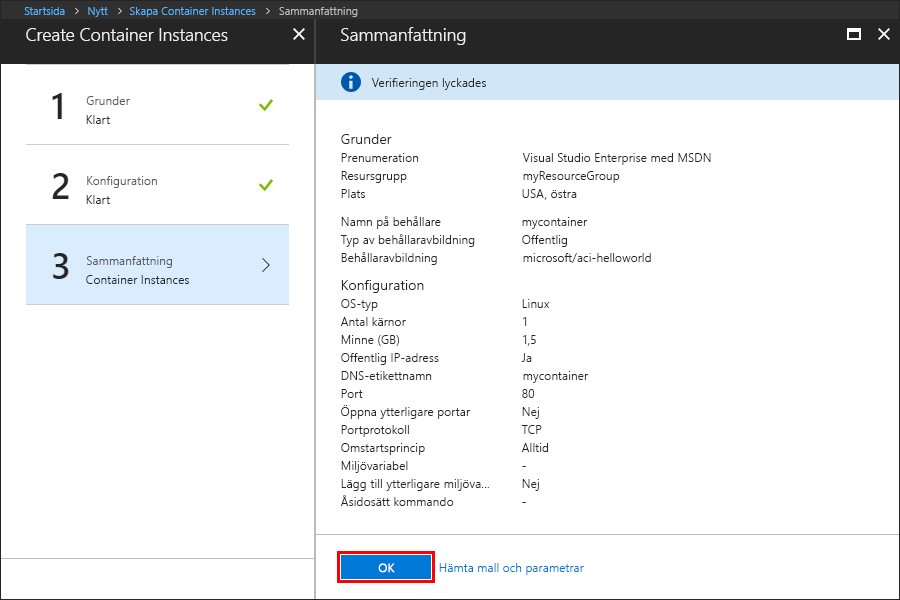 Startsida > Nytt > Skapa Container Instances > Sammanfattning
Create Container Instances
1 Grunder
Klart
2 Konfiguration
Klart
3 Sammanfattning
Container Instances
Sammanfattning
Verifieringen lyckades
Grunder
Prenumeration Visual Studio Enterprise med MSDN
Resursgrupp myResourceGroup
Plats USA, östra
Namn på behållare mycontainer
Typ av behållaravbildning Offentlig
Behållaravbildning microsoft/aci-helloworld
Konfiguration
OS-typ Linux
Antal kärnor 1
Minne (GB) 1,5
Offentlig IP-adress Ja
DNS-etikettnamn mycontainer
Port 80
Öppna ytterligare portar Nej
Portprotokoll TCP
Omstartsprincip Alltid
Miljövariabel -
Lägg till ytterligare miljöva... Nej
Åsidosätt kommando -
OK Hämta mall och parametrar